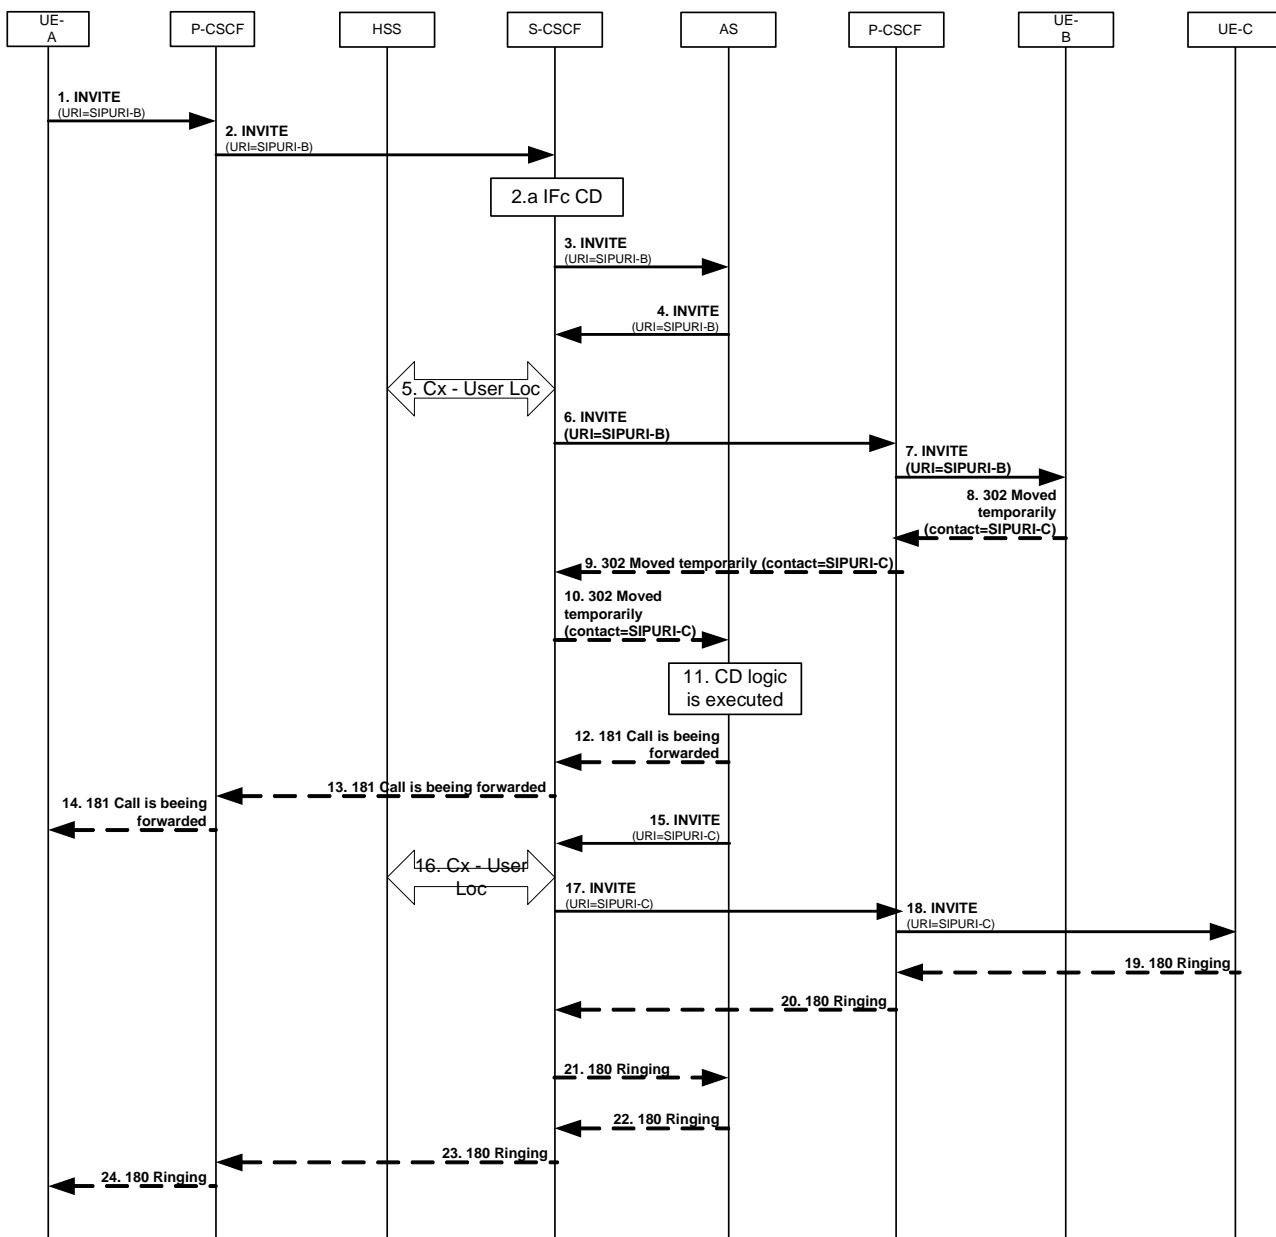 UE-
A
P-CSCF
HSS
S-CSCF
AS
P-CSCF
UE-
B
UE-C
1. INVITE
(URI=SIPURI-B)
2. INVITE
(URI=SIPURI-B)
2.a IFc CD
3. INVITE
(URI=SIPURI-B)
4. INVITE
(URI=SIPURI-B)
5. Cx - User Loc
6. INVITE
(URI=SIPURI-B)
7. INVITE
(URI=SIPURI-B)
8. 302 Moved
temporarily
(contact=SIPURI-C)
9. 302 Moved temporarily (contact=SIPURI-C)
10. 302 Moved
temporarily
(contact=SIPURI-C)
11. CD logic
is executed
12. 181 Call is beeing
forwarded
13. 181 Call is beeing forwarded
14. 181 Call is beeing
forwarded
15. INVITE
(URI=SIPURI-C)
16. Cx - User
Loc
17. INVITE
(URI=SIPURI-C)
18. INVITE
(URI=SIPURI-C)
19. 180 Ringing
20. 180 Ringing
21. 180 Ringing
22. 180 Ringing
23. 180 Ringing
24. 180 Ringing